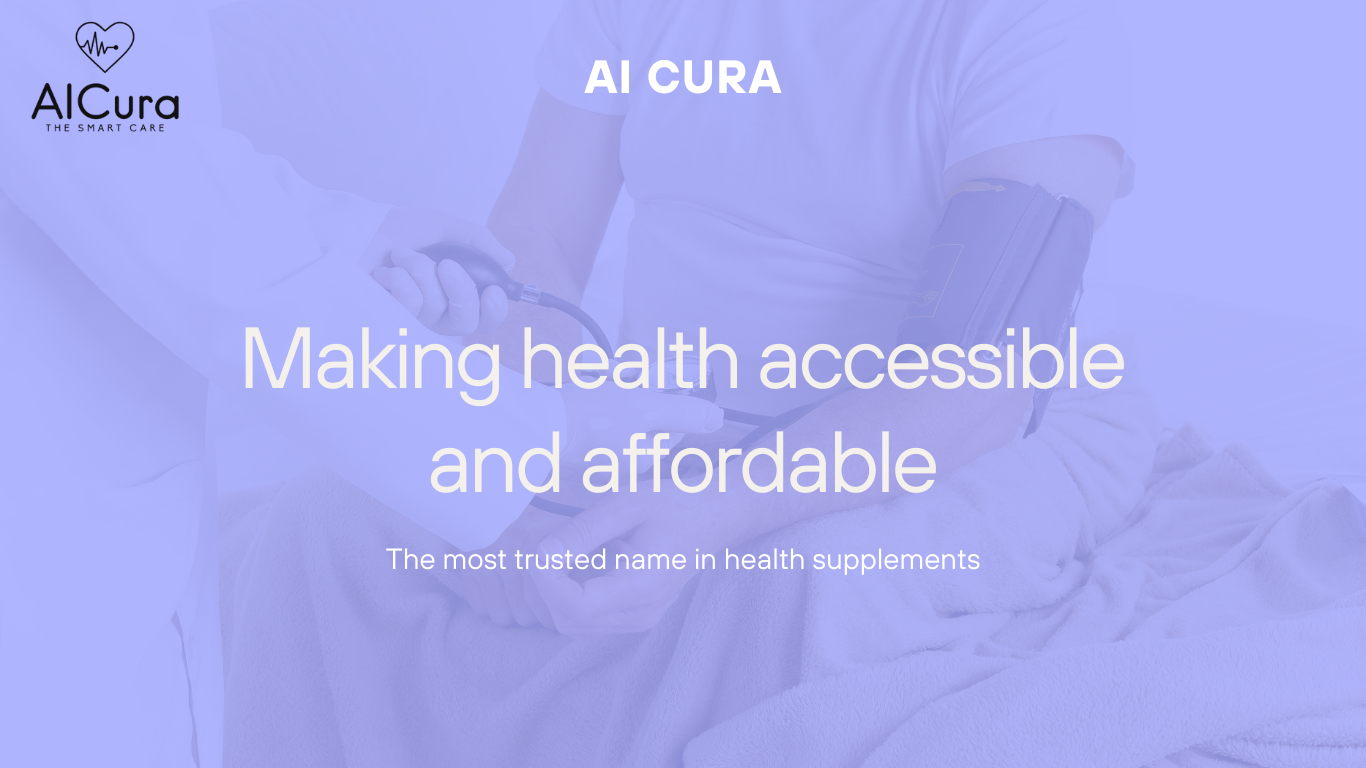 AICura
THE SMART CARE
AI CURA
Making health accessible
and affordable
The most trusted name in health supplements